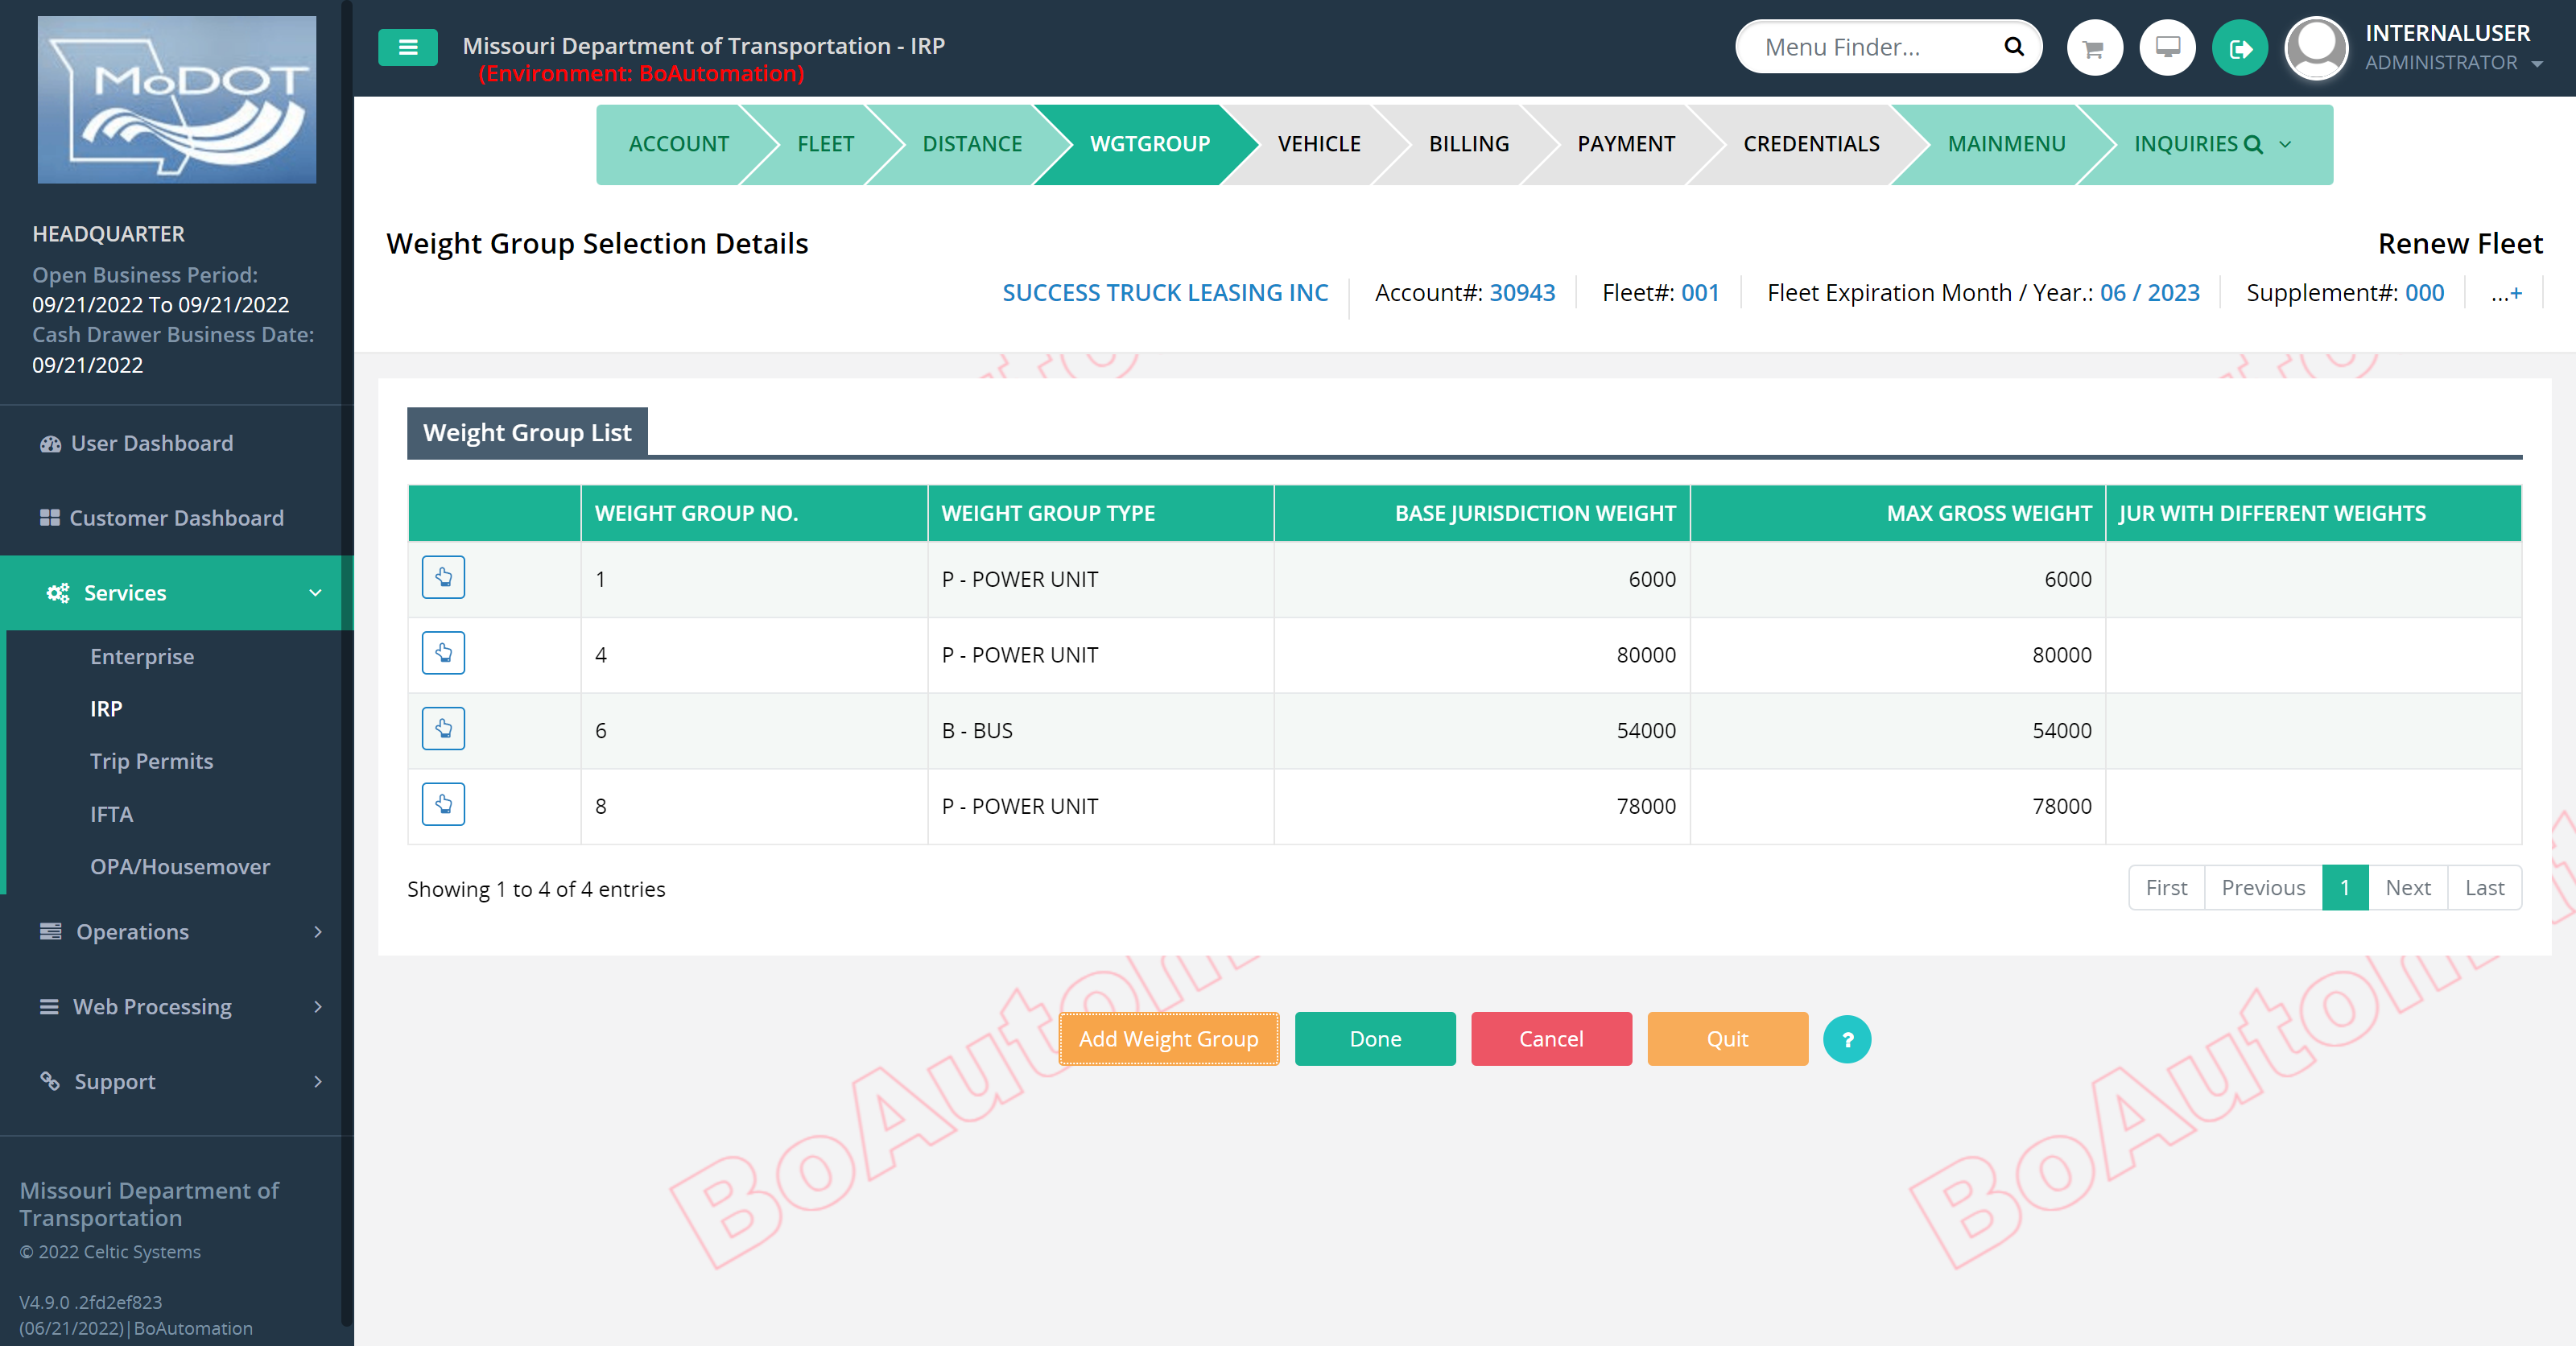 MoDOT
HEADQUARTER
Open Business Period:
09/21/2022 To 09/21/2022
Cash Drawer Business Date:
09/21/2022
User Dashboard
Customer Dashboard
Services
Enterprise
IRP
Trip Permits
IFTA
OPA/Housemover
Operations
Web Processing
Support
Missouri Department of
Transportation
© 2022 Celtic Systems
V4.9.0 .2fd2ef823
(06/21/2022)|BoAutomation
Missouri Department of Transportation - IRP
(Environment: BoAutomation)
Menu Finder...
INTERNALUSER
ADMINISTRATOR
ACCOUNT FLEET DISTANCE WGTGROUP VEHICLE BILLING PAYMENT CREDENTIALS MAINMENU INQUIRIES
Weight Group Selection Details
Renew Fleet
SUCCESS TRUCK LEASING INC Account#: 30943 Fleet#: 001 Fleet Expiration Month / Year.: 06 / 2023 Supplement#: 000 ...+
Weight Group List
WEIGHT GROUP NO. WEIGHT GROUP TYPE BASE JURISDICTION WEIGHT MAX GROSS WEIGHT JUR WITH DIFFERENT WEIGHTS
1 P - POWER UNIT 6000 6000
4 P - POWER UNIT 80000 80000
6 B - BUS 54000 54000
8 P - POWER UNIT 78000 78000
Showing 1 to 4 of 4 entries
First Previous 1 Next Last
Add Weight Group Done Cancel Quit ?